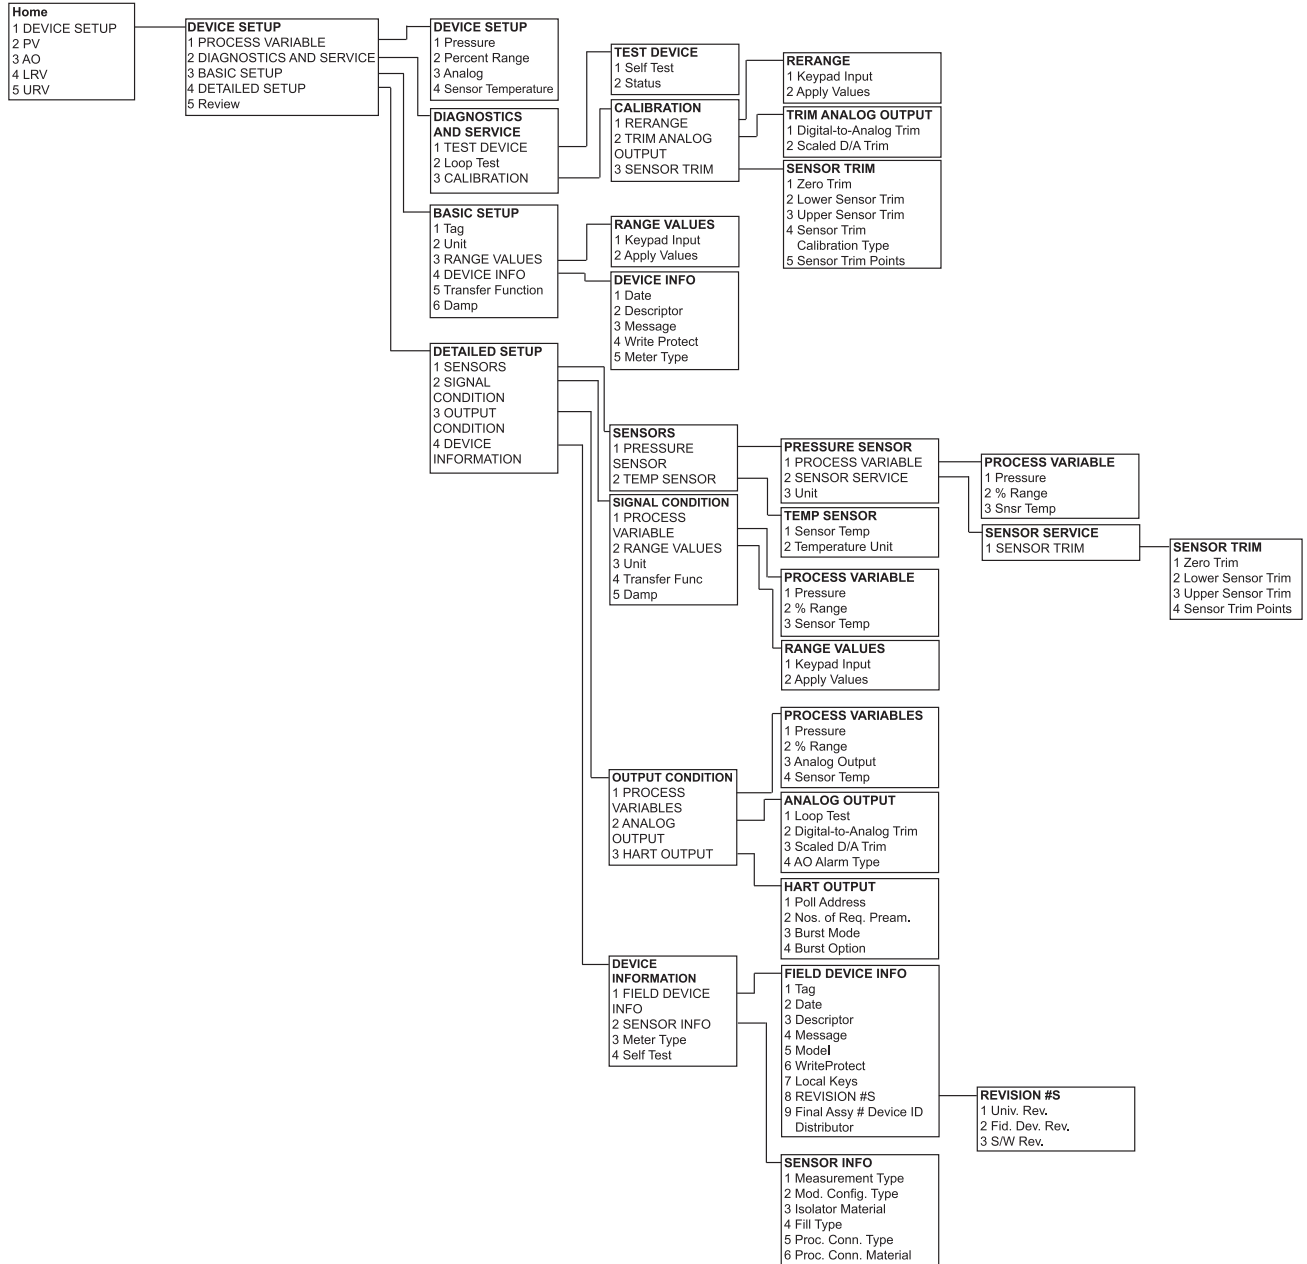 Home
1 DEVICE SETUP
2 PV
3 AO
4 LRV
5 URV
DEVICE SETUP
1 PROCESS VARIABLE
2 DIAGNOSTICS AND SERVICE
3 BASIC SETUP
4 DETAILED SETUP
5 Review
DEVICE SETUP
1 Pressure
2 Percent Range
3 Analog
4 Sensor Temperature
DIAGNOSTICS
AND SERVICE
1 TEST DEVICE
2 Loop Test
3 CALIBRATION
TEST DEVICE
1 Self Test
2 Status
CALIBRATION
1 RERANGE
2 TRIM ANALOG
OUTPUT
3 SENSOR TRIM
RERANGE
1 Keypad Input
2 Apply Values
TRIM ANALOG OUTPUT
1 Digital-to-Analog Trim
2 Scaled D/A Trim
SENSOR TRIM
1 Zero Trim
2 Lower Sensor Trim
3 Upper Sensor Trim
4 Sensor Trim
Calibration Type
5 Sensor Trim Points
BASIC SETUP
1 Tag
2 Unit
3 RANGE VALUES
4 DEVICE INFO
5 Transfer Function
6 Damp
RANGE VALUES
1 Keypad Input
2 Apply Values
DEVICE INFO
1 Date
2 Descriptor
3 Message
4 Write Protect
5 Meter Type
DETAILED SETUP
1 SENSORS
2 SIGNAL
CONDITION
3 OUTPUT
CONDITION
4 DEVICE
INFORMATION
SENSORS
1 PRESSURE
SENSOR
2 TEMP SENSOR
PRESSURE SENSOR
1 PROCESS VARIABLE
2 SENSOR SERVICE
3 Unit
PROCESS VARIABLE
1 Pressure
2 % Range
3 Snsr Temp
SENSOR SERVICE
1 SENSOR TRIM
SENSOR TRIM
1 Zero Trim
2 Lower Sensor Trim
3 Upper Sensor Trim
4 Sensor Trim Points
TEMP SENSOR
1 Sensor Temp
2 Temperature Unit
SIGNAL CONDITION
1 PROCESS
VARIABLE
2 RANGE VALUES
3 Unit
4 Transfer Func
5 Damp
PROCESS VARIABLE
1 Pressure
2 % Range
3 Sensor Temp
RANGE VALUES
1 Keypad Input
2 Apply Values
OUTPUT CONDITION
1 PROCESS
VARIABLES
2 ANALOG
OUTPUT
3 HART OUTPUT
PROCESS VARIABLES
1 Pressure
2 % Range
3 Analog Output
4 Sensor Temp
ANALOG OUTPUT
1 Loop Test
2 Digital-to-Analog Trim
3 Scaled D/A Trim
4 AO Alarm Type
HART OUTPUT
1 Poll Address
2 Nos. of Req. Pream.
3 Burst Mode
4 Burst Option
DEVICE
INFORMATION
1 FIELD DEVICE
INFO
2 SENSOR INFO
3 Meter Type
4 Self Test
FIELD DEVICE INFO
1 Tag
2 Date
3 Descriptor
4 Message
5 Model
6 WriteProtect
7 Local Keys
8 REVISION #S
9 Final Assy # Device ID
Distributor
REVISION #S
1 Univ. Rev.
2 Fid. Dev. Rev.
3 S/W Rev.
SENSOR INFO
1 Measurement Type
2 Mod. Config. Type
3 Isolator Material
4 Fill Type
5 Proc. Conn. Type
6 Proc. Conn. Material